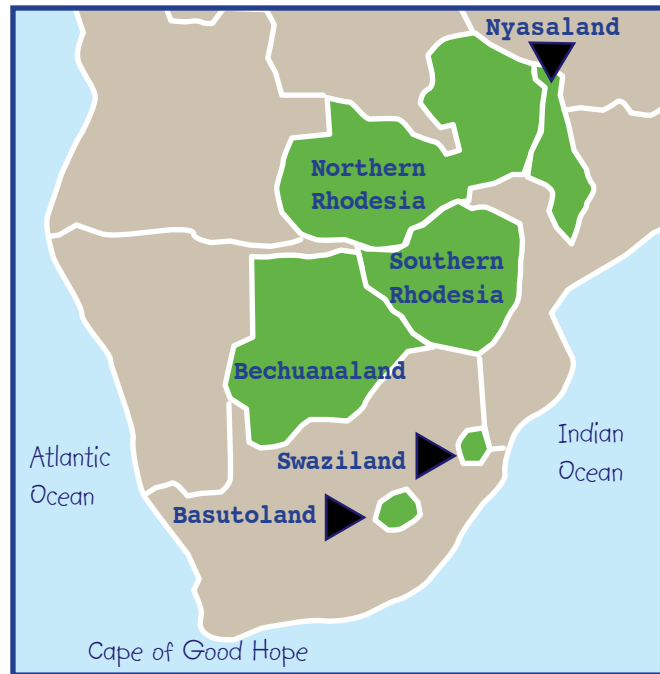 Nyasaland
Northern
Rhodesia
Southern
Rhodesia
Bechuanaland
Swaziland
Basutoland
Atlantic
Ocean
Indian
Ocean
Cape of Good Hope